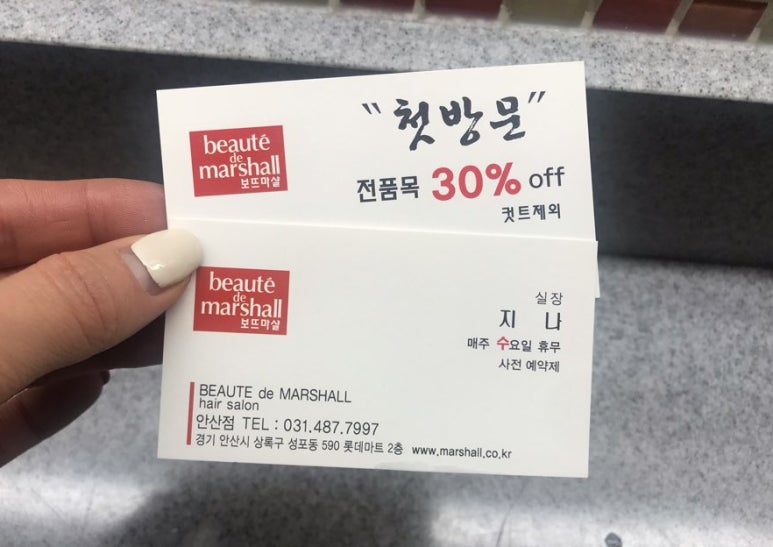 beauté
de
marshall
보뜨마샬
"첫방문"
전품목 30% off
컷트제외
beauté
de
marshall
보뜨마샬
실장
지 나
매주 수요일 휴무
사전 예약제
BEAUTE de MARSHALL
hair salon
안산점 TEL : 031.487.7997
경기 안산시 상록구 성포동 590 롯데마트 2층 www.marshall.co.kr